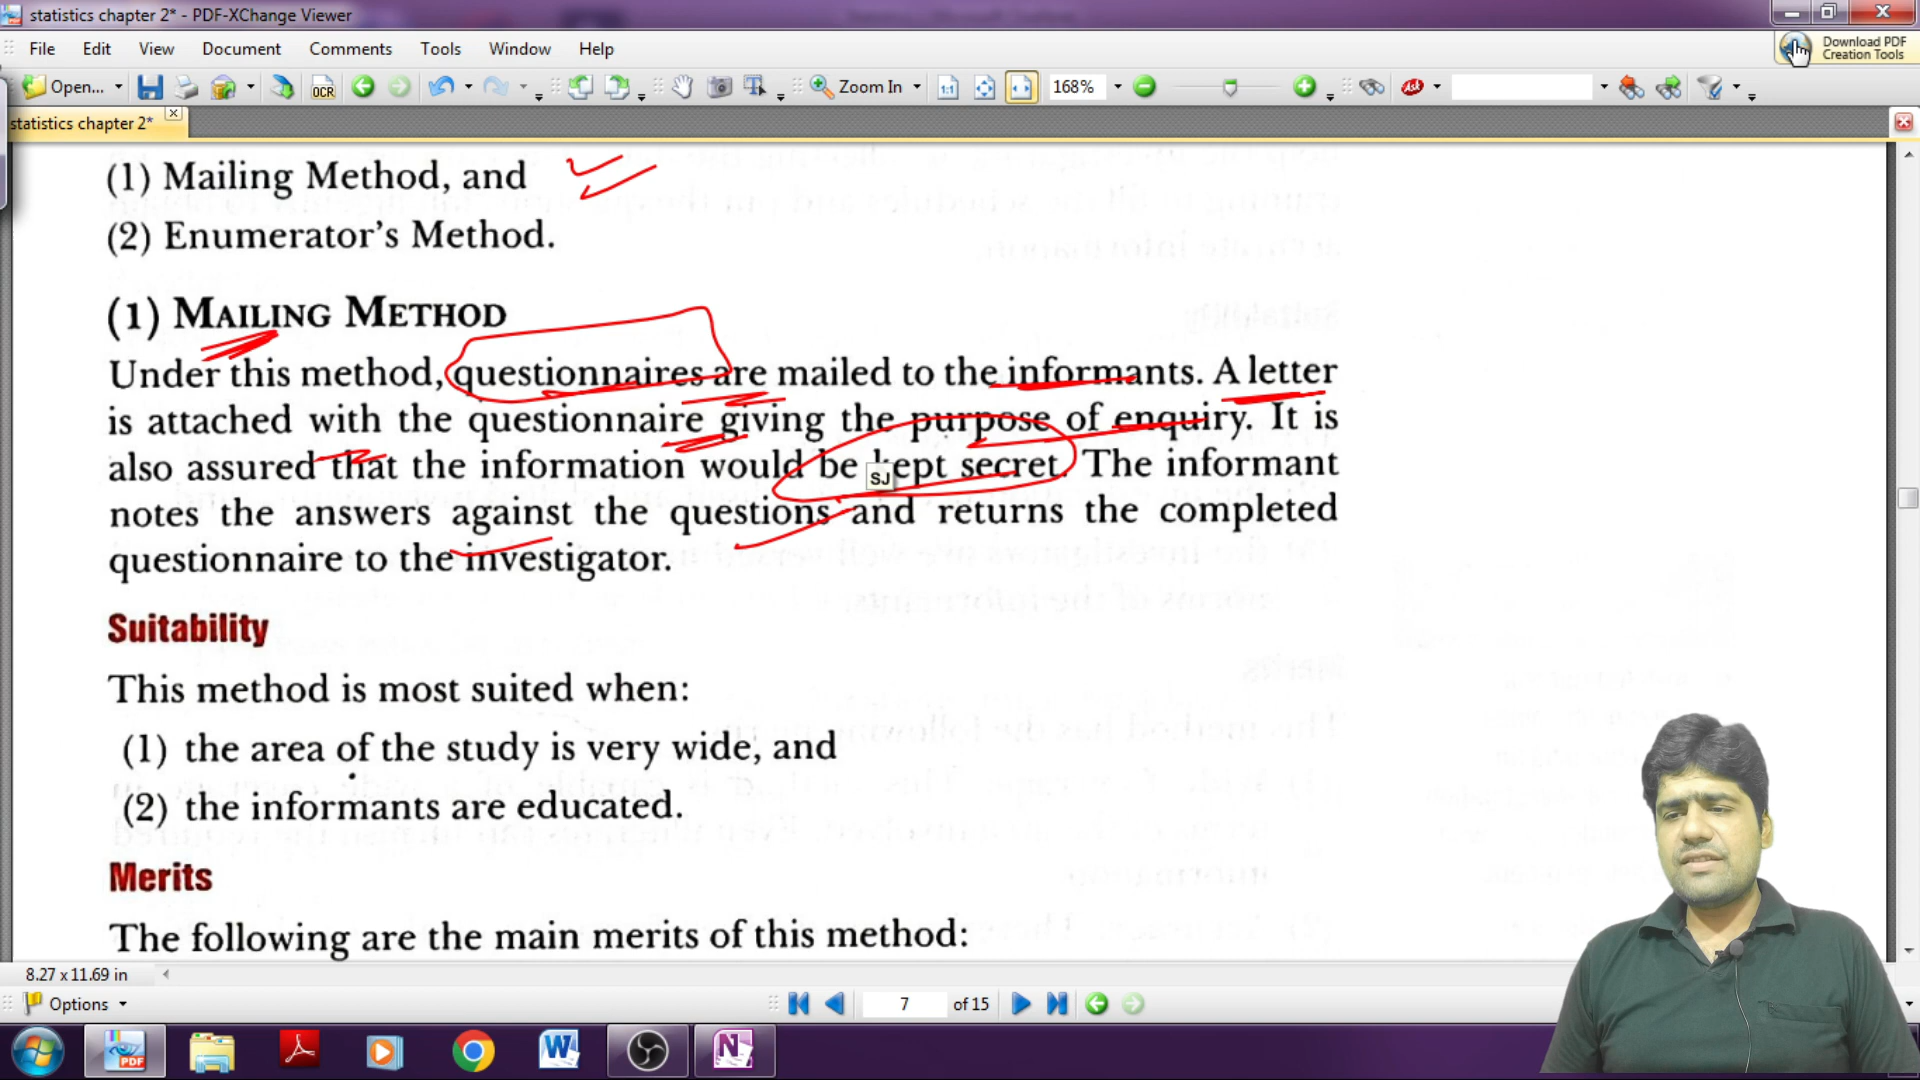 statistics chapter 2* - PDF-XChange Viewer
File Edit View Document Comments Tools Window Help
Download PDF
Creation Tools
Open... OCR Zoom In 168%
statistics chapter 2*
(1) Mailing Method, and
(2) Enumerator's Method.
(1) MAILING METHOD
Under this method, questionnaires are mailed to the informants. A letter
is attached with the questionnaire giving the purpose of enquiry. It is
also assured that the information would be kept secret. The informant
SJ
notes the answers against the questions and returns the completed
questionnaire to the investigator.
Suitability
This method is most suited when:
(1) the area of the study is very wide, and
(2) the informants are educated.
Merits
The following are the main merits of this method:
8.27 x 11.69 in
Options 7 of 15
PDF